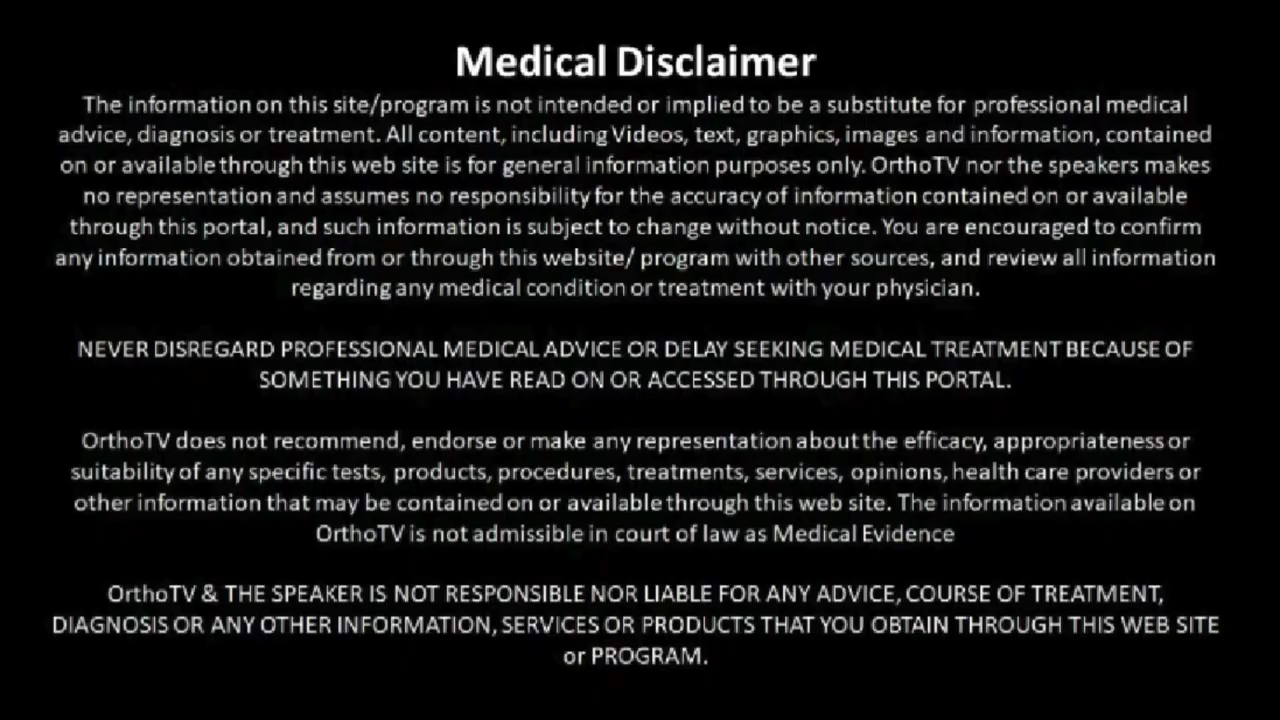 Medical Disclaimer
The information on this site/program is not intended or implied to be a substitute for professional medical
advice, diagnosis or treatment. All content, including Videos, text, graphics, images and information, contained
on or available through this web site is for general information purposes only. OrthoTV nor the speakers makes
no representation and assumes no responsibility for the accuracy of information contained on or available
through this portal, and such information is subject to change without notice. You are encouraged to confirm
any information obtained from or through this website/ program with other sources, and review all information
regarding any medical condition or treatment with your physician.
NEVER DISREGARD PROFESSIONAL MEDICAL ADVICE OR DELAY SEEKING MEDICAL TREATMENT BECAUSE OF
SOMETHING YOU HAVE READ ON OR ACCESSED THROUGH THIS PORTAL.
OrthoTV does not recommend, endorse or make any representation about the efficacy, appropriateness or
suitability of any specific tests, products, procedures, treatments, services, opinions, health care providers or
other information that may be contained on or available through this web site. The information available on
OrthoTV is not admissible in court of law as Medical Evidence
OrthoTV & THE SPEAKER IS NOT RESPONSIBLE NOR LIABLE FOR ANY ADVICE, COURSE OF TREATMENT,
DIAGNOSIS OR ANY OTHER INFORMATION, SERVICES OR PRODUCTS THAT YOU OBTAIN THROUGH THIS WEB SITE
or PROGRAM.